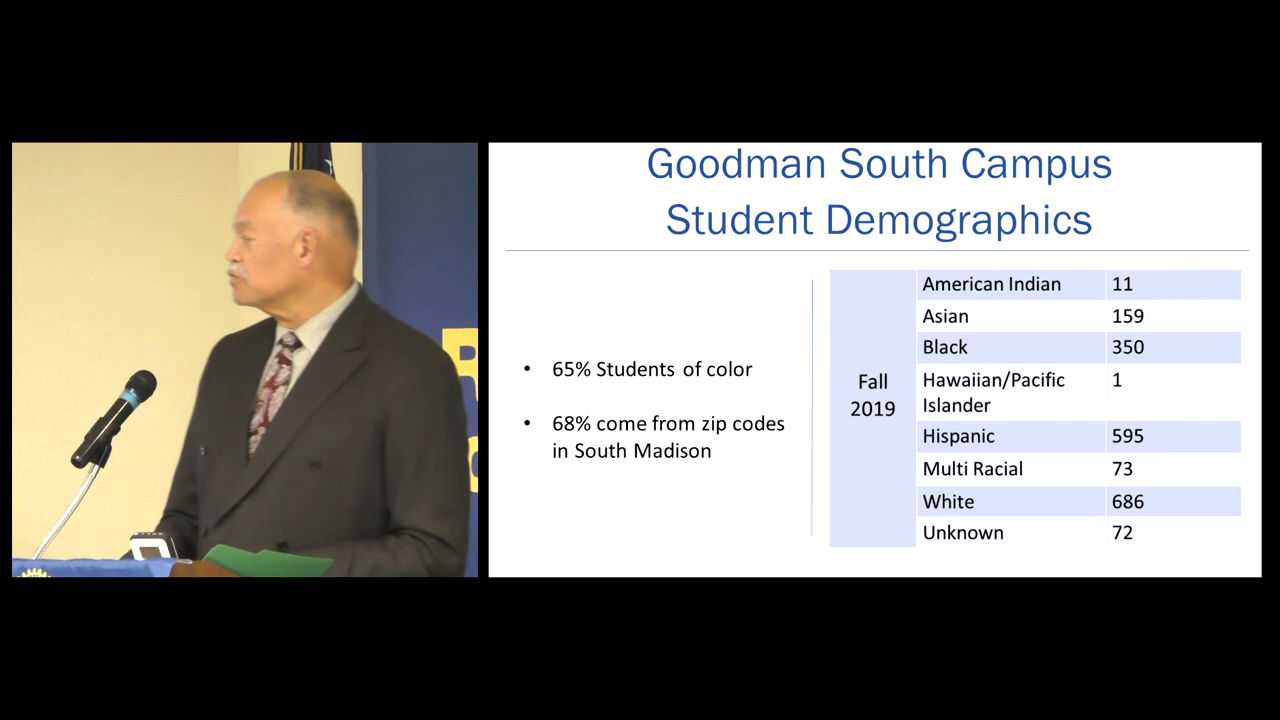 Goodman South Campus
Student Demographics
• 65% Students of color
• 68% come from zip codes
in South Madison
Fall
2019
American Indian 11
Asian 159
Black 350
Hawaiian/Pacific 1
Islander
Hispanic 595
Multi Racial 73
White 686
Unknown 72